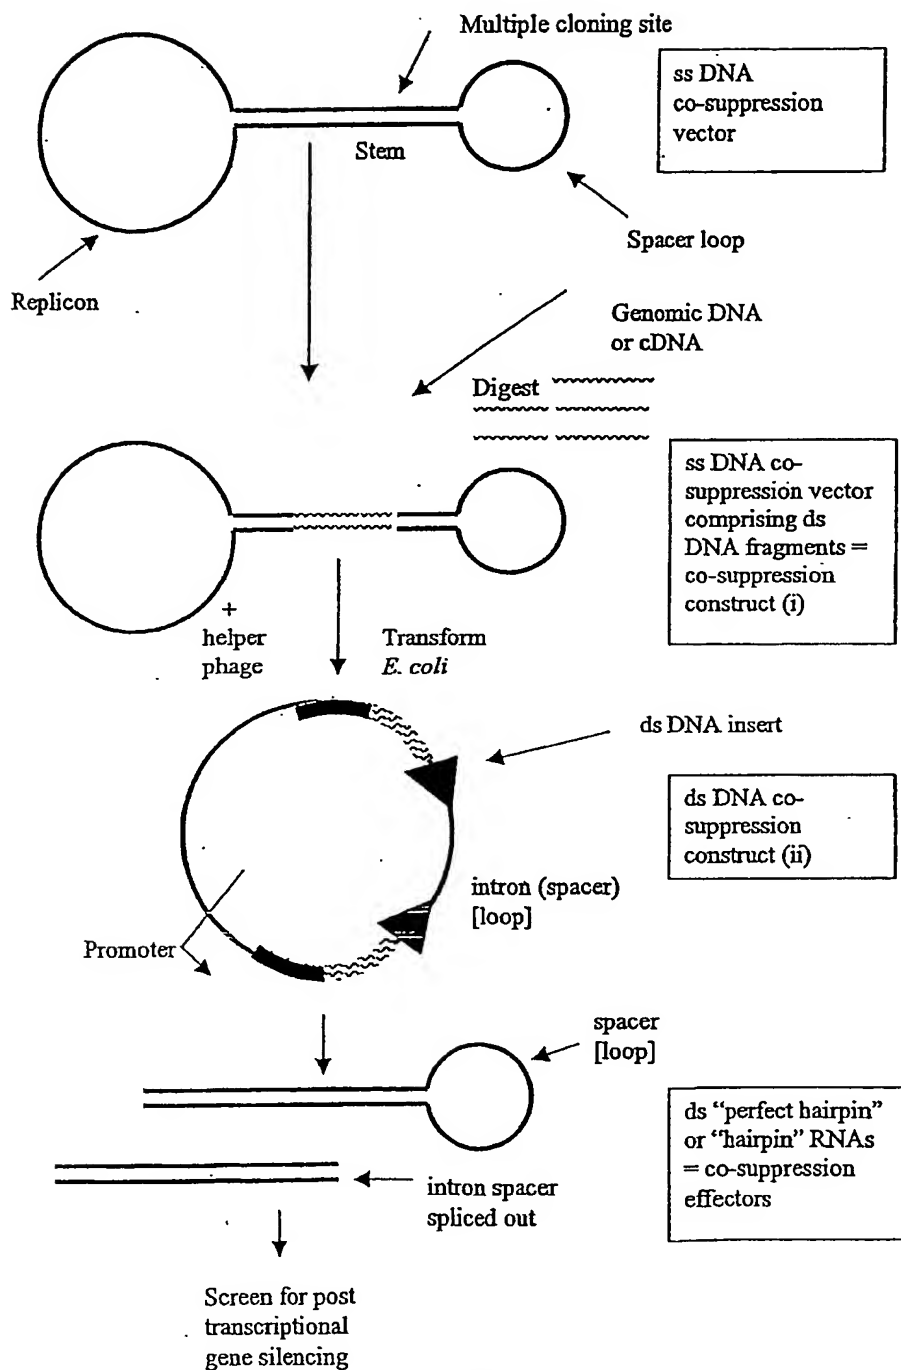 Multiple cloning site
ss DNA
co-suppression
vector
Stem
Spacer loop
Replicon
Genomic DNA
or cDNA
Digest
ss DNA co-
suppression vector
comprising ds
DNA fragments =
co-suppression
construct (i)
+
helper
phage
Transform
E. coli
ds DNA insert
ds DNA co-
suppression
construct (ii)
intron (spacer)
[loop]
Promoter
spacer
[loop]
ds “perfect hairpin”
or “hairpin” RNAs
= co-suppression
effectors
intron spacer
spliced out
Screen for post
transcriptional
gene silencing